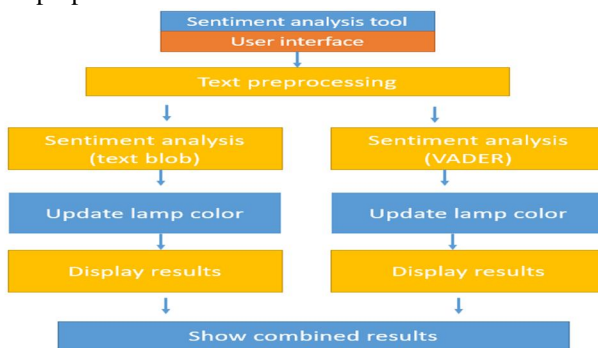 Sentiment analysis tool
User interface
Text preprocessing
Sentiment analysis
(text blob)
Sentiment analysis
(VADER)
Update lamp color
Update lamp color
Display results
Display results
Show combined results